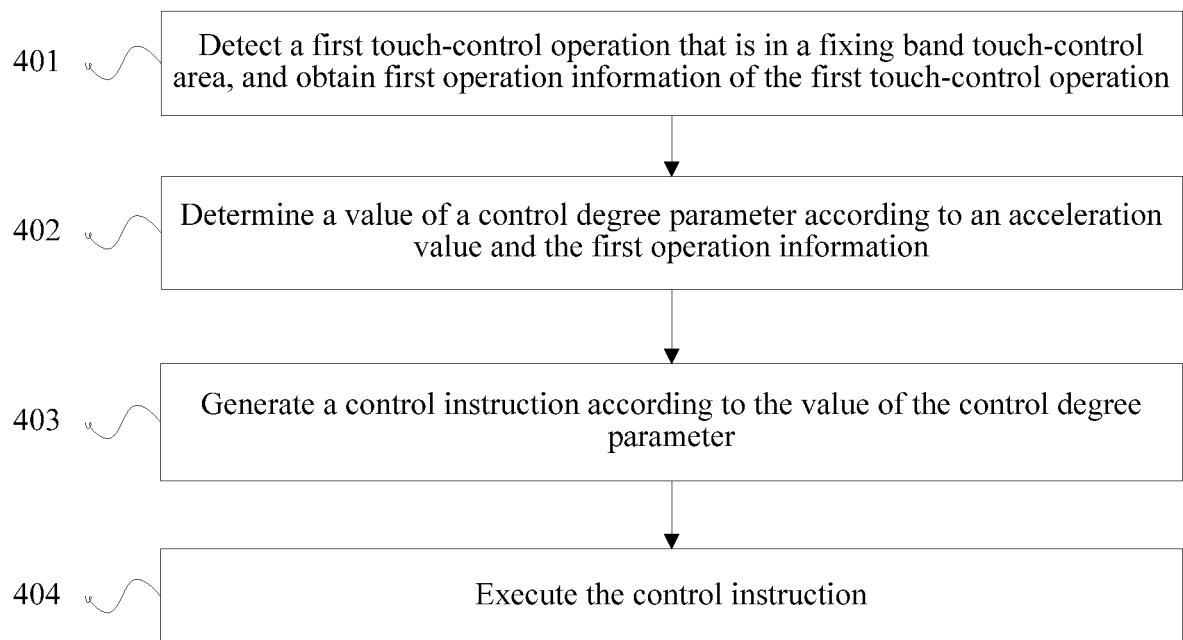 401
Detect a first touch-control operation that is in a fixing band touch-control
area, and obtain first operation information of the first touch-control operation
402
Determine a value of a control degree parameter according to an acceleration
value and the first operation information
403
Generate a control instruction according to the value of the control degree
parameter
404
Execute the control instruction